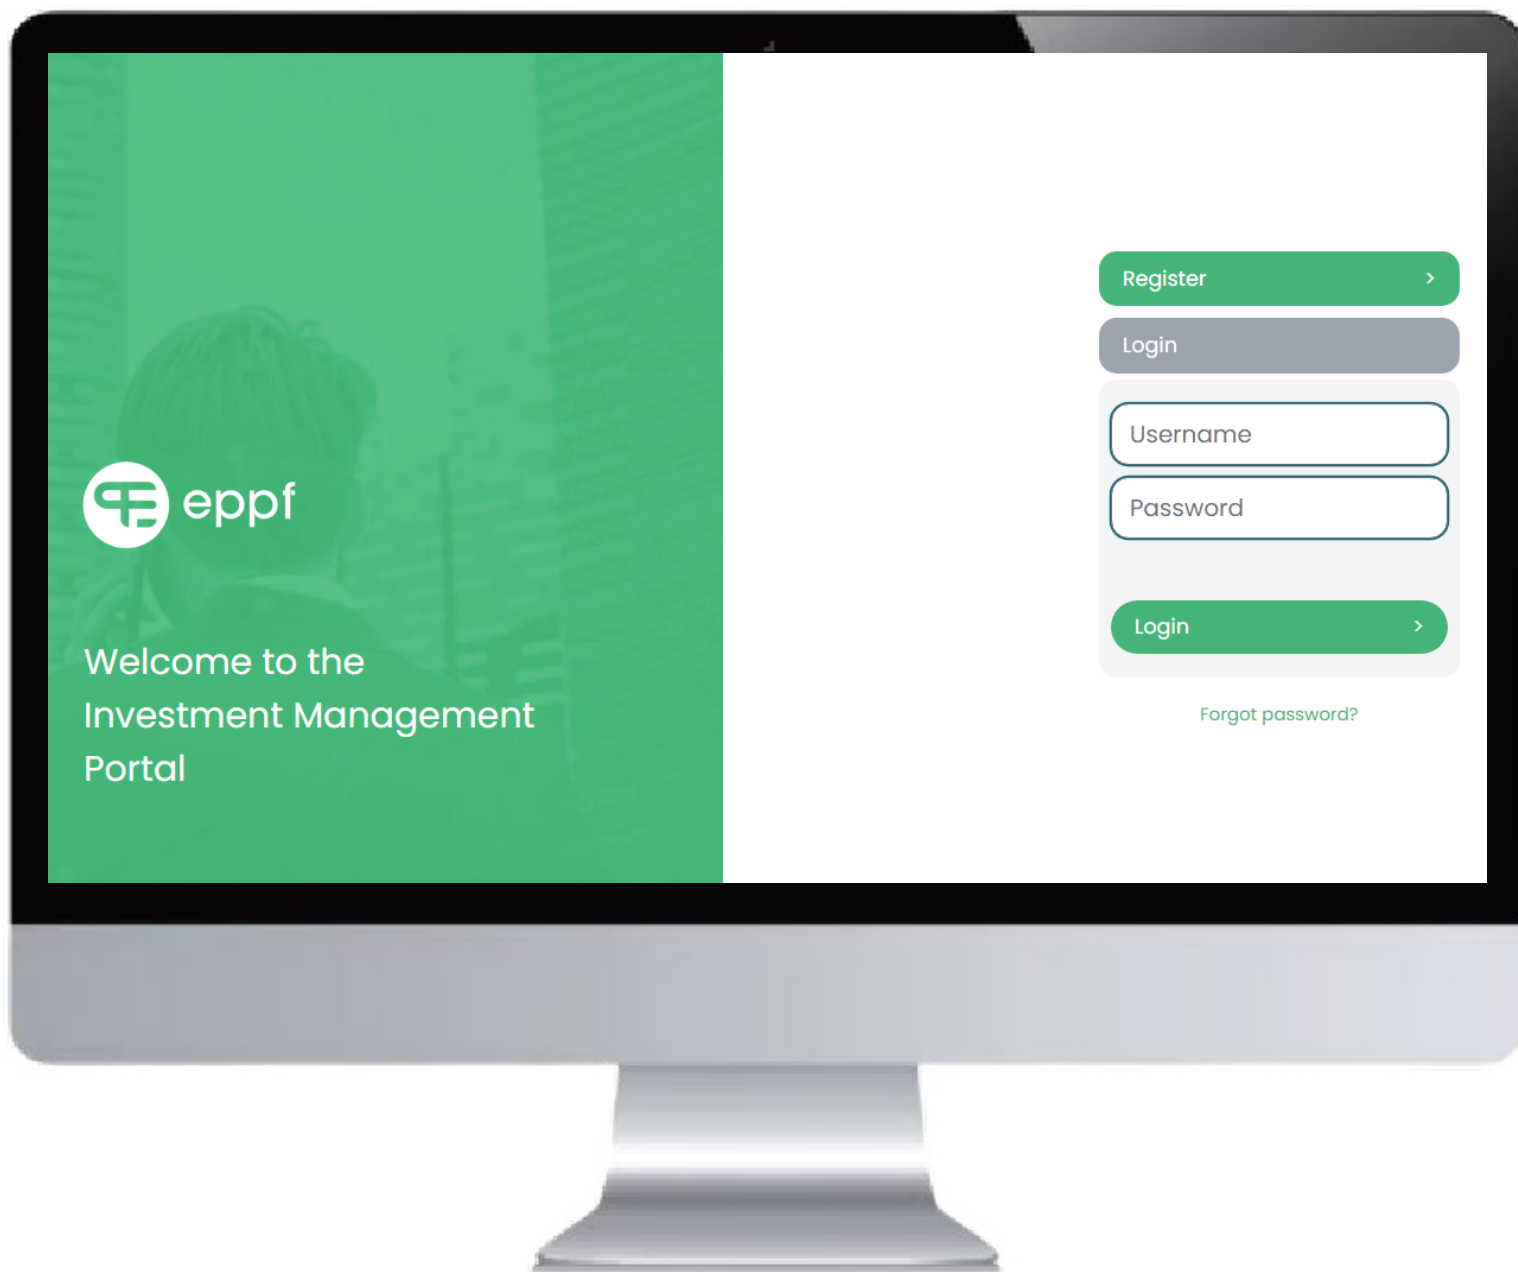 eppf
Welcome to the
Investment Management
Portal
Register >
Login
Username
Password
Login >
Forgot password?